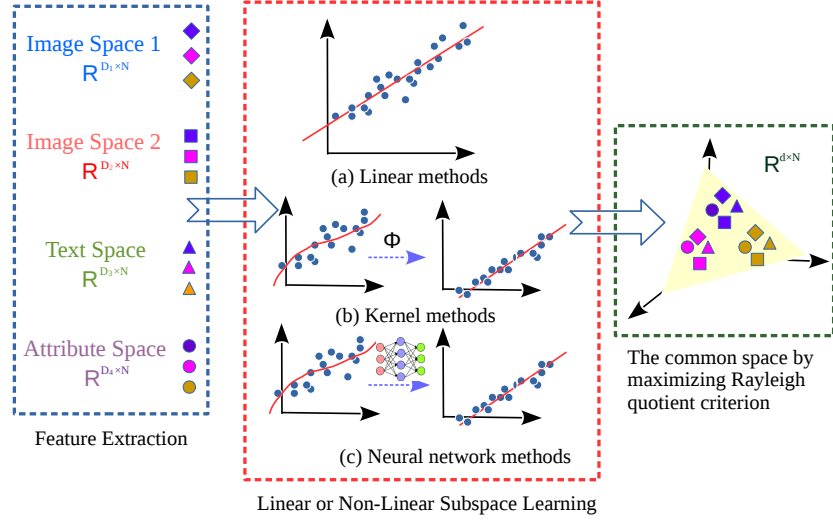 Image Space 1
R D₁×N
Image Space 2
R D₂×N
Text Space
R D₃×N
Attribute Space
R D₄×N
Feature Extraction
(a) Linear methods
Φ
(b) Kernel methods
(c) Neural network methods
Linear or Non-Linear Subspace Learning
R d×N
The common space by
maximizing Rayleigh
quotient criterion